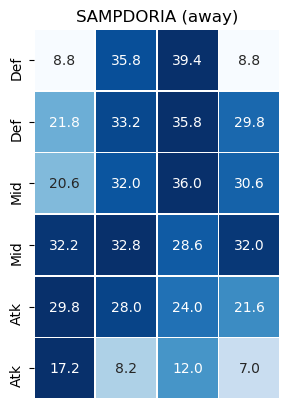 SAMPDORIA (away)
Def 8.8 35.8 39.4 8.8
Def 21.8 33.2 35.8 29.8
Mid 20.6 32.0 36.0 30.6
Mid 32.2 32.8 28.6 32.0
Atk 29.8 28.0 24.0 21.6
Atk 17.2 8.2 12.0 7.0